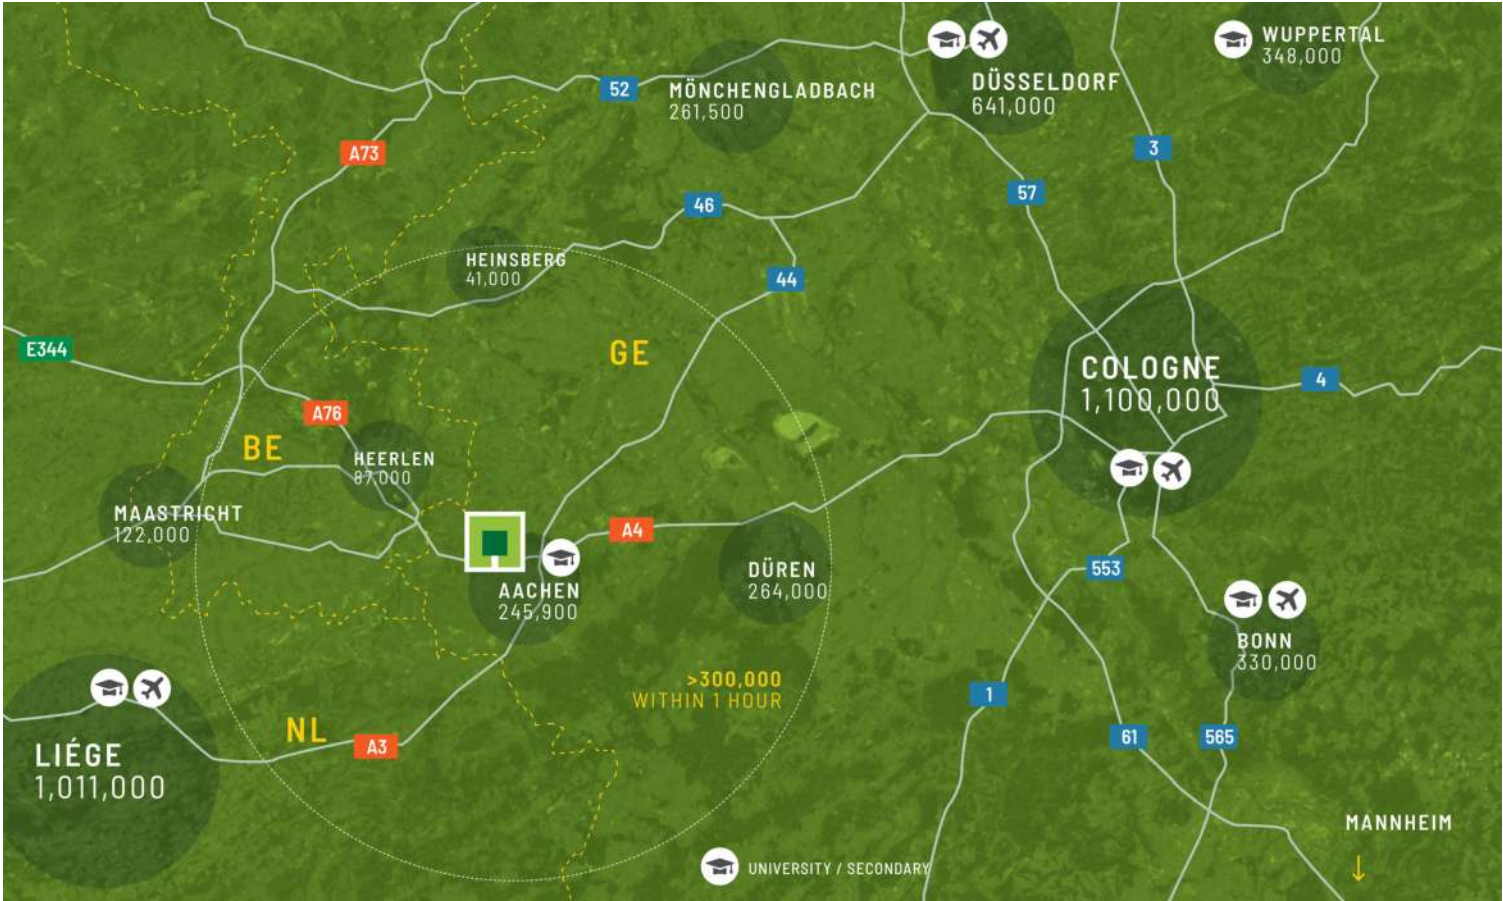 WUPPERTAL
348,000
DÜSSELDORF
641,000
52
MÖNCHENGLADBACH
261,500
A73
3
57
46
HEINSBERG
41,000
44
E344
GE
COLOGNE
1,100,000
4
A76
BE
HEERLEN
87,000
MAASTRICHT
122,000
A4
AACHEN
245,900
DÜREN
264,000
553
BONN
330,000
>300,000
WITHIN 1 HOUR
1
NL
A3
61
565
LIÉGE
1,011,000
MANNHEIM
UNIVERSITY / SECONDARY